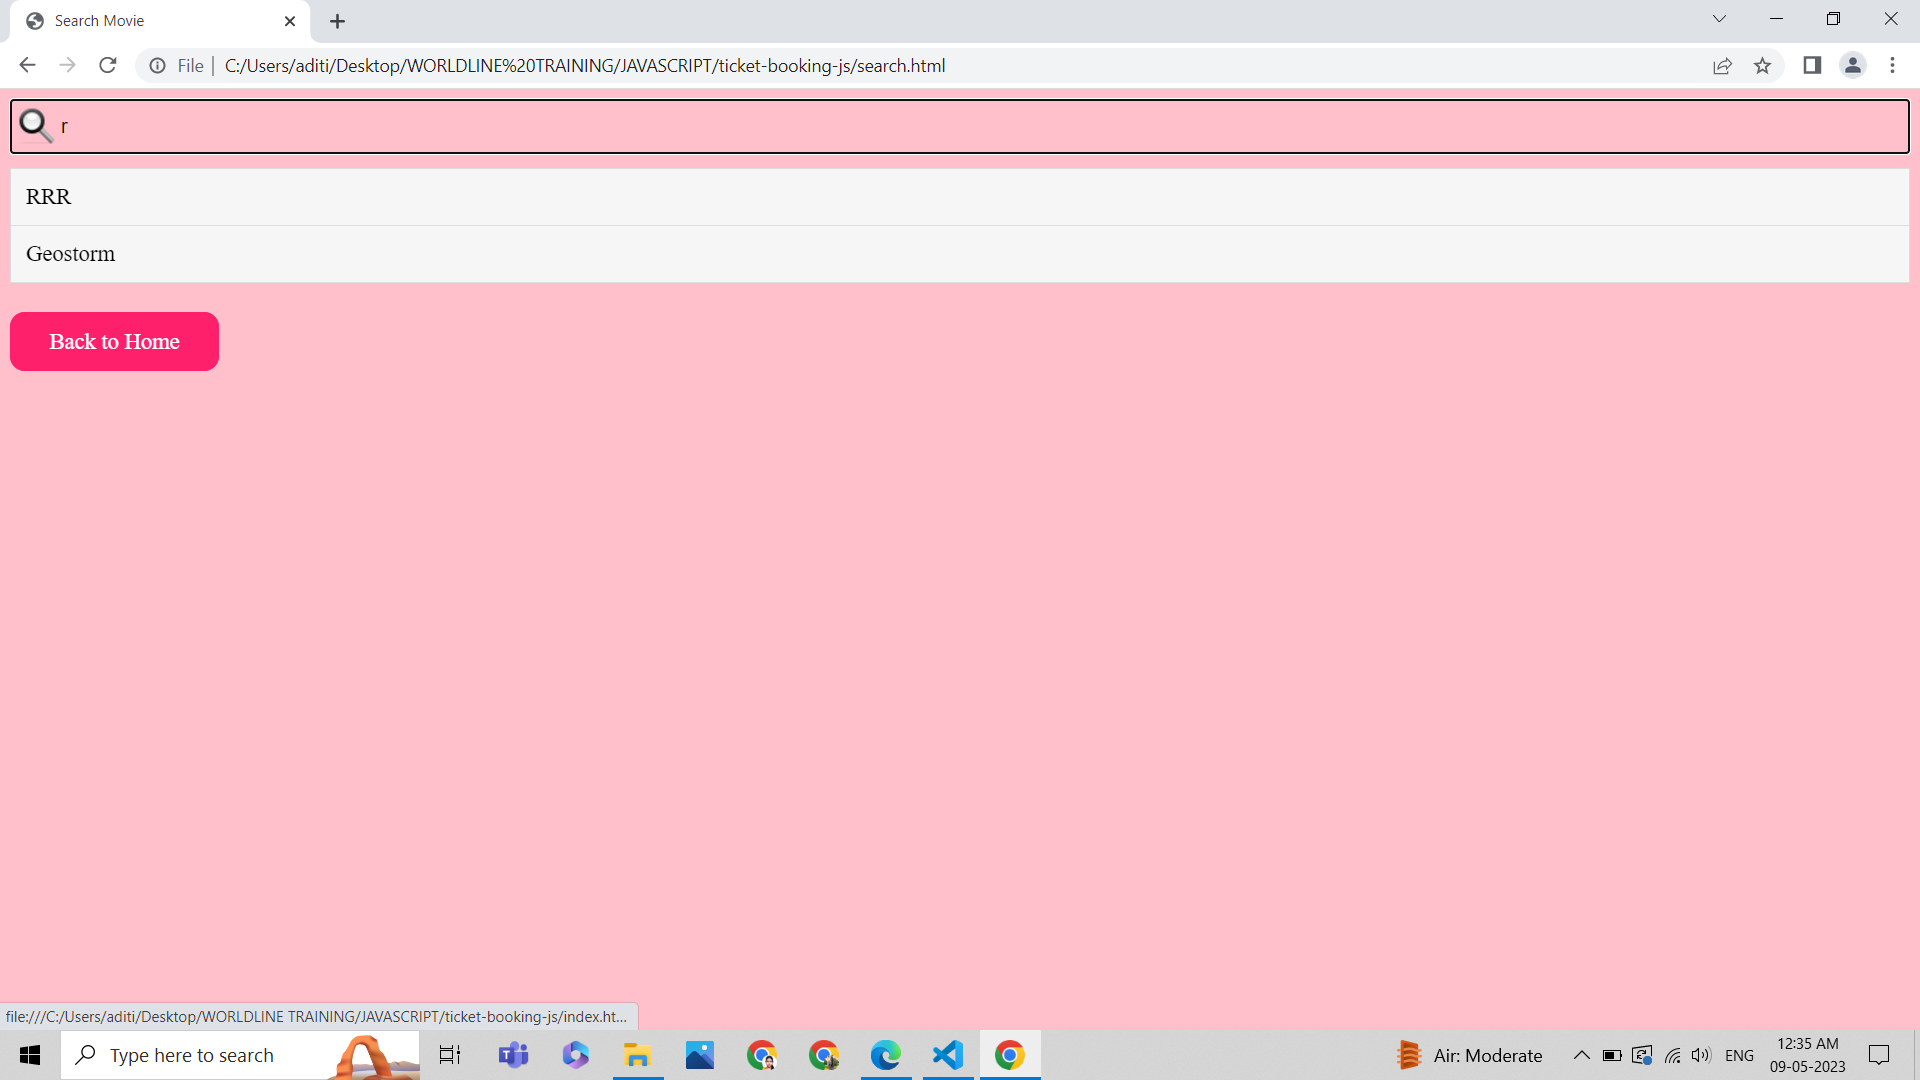 Search Movie
File | C:/Users/aditi/Desktop/WORLDLINE%20TRAINING/JAVASCRIPT/ticket-booking-js/search.html
r
RRR
Geostorm
Back to Home
file:///C:/Users/aditi/Desktop/WORLDLINE TRAINING/JAVASCRIPT/ticket-booking-js/index.ht...
Type here to search
Air: Moderate
ENG
12:35 AM
09-05-2023